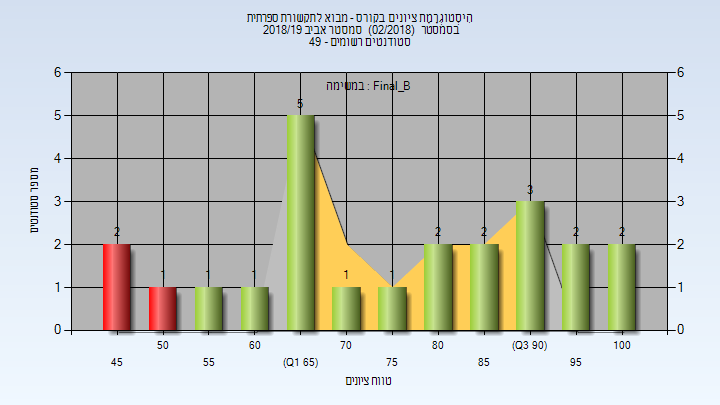 היסטוגרמת ציונים בקורס - מבוא לתקשורת ספרתית
בסמסטר (02/2018) סמסטר אביב 2018/19
סטודנטים רשומים - 49
במשימה : Final_B
מספר סטודנטים
6 6
5 5
4 4
3 3
2 2
1 1
0 0
2 1 1 1 5 1 1 2 2 3 2 2
45 50 55 60 (Q1 65) 70 75 80 85 (Q3 90) 95 100
טווח ציונים